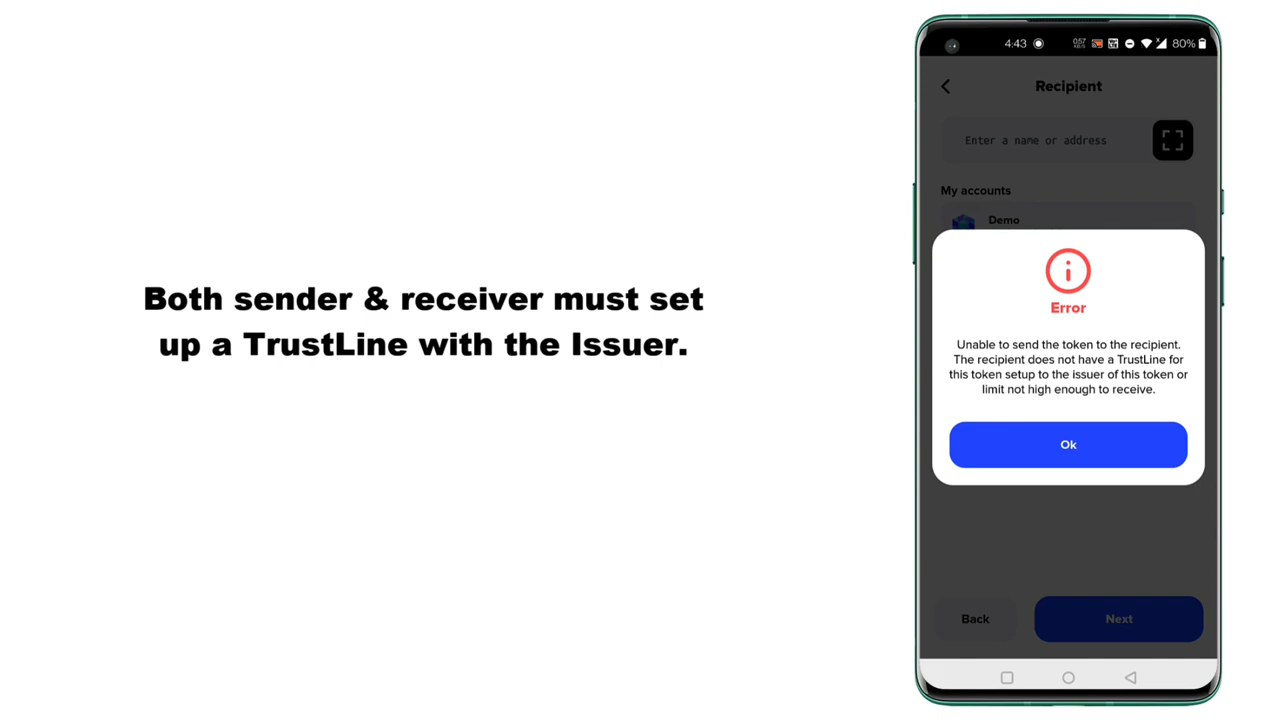 Both sender & receiver must set
up a TrustLine with the Issuer.
4:43
0.57
80%
Recipient
Enter a name or address
My accounts
Demo
Error
Unable to send the token to the recipient.
The recipient does not have a TrustLine for
this token setup to the issuer of this token or
limit not high enough to receive.
Ok
Back
Next